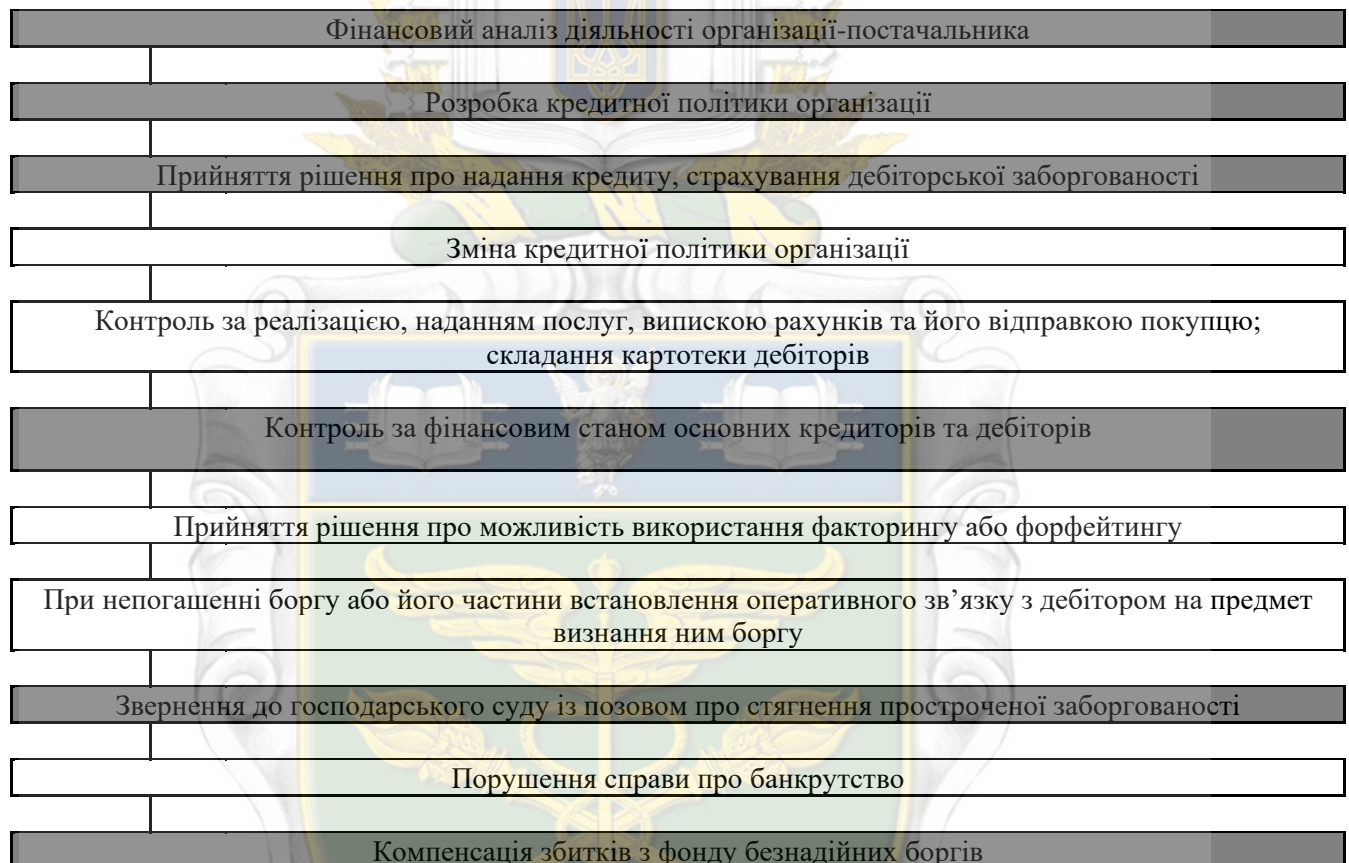 Фінансовий аналіз діяльності організації-постачальника
Розробка кредитної політики організації
Прийняття рішення про надання кредиту, страхування дебіторської заборгованості
Зміна кредитної політики організації
Контроль за реалізацією, наданням послуг, випискою рахунків та його відправкою покупцю;
складання картотеки дебіторів
Контроль за фінансовим станом основних кредиторів та дебіторів
Прийняття рішення про можливість використання факторингу або форфейтингу
При непогашенні боргу або його частини встановлення оперативного зв’язку з дебітором на предмет
визнання ним боргу
Звернення до господарського суду із позовом про стягнення простроченої заборгованості
Порушення справи про банкрутство
Компенсація збитків з фонду безнадійних боргів